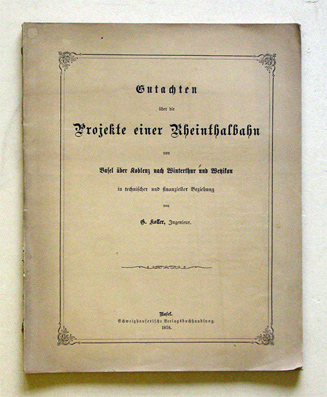 Gutachten
über die
Projekte einer Rheinthalbahn
von
Basel über Koblenz nach Winterthur und Wetzikon
in technischer und finanzieller Beziehung
von
G. Koller, Ingenieur.
Basel.
Schweighauserische Verlagsbuchhandlung.